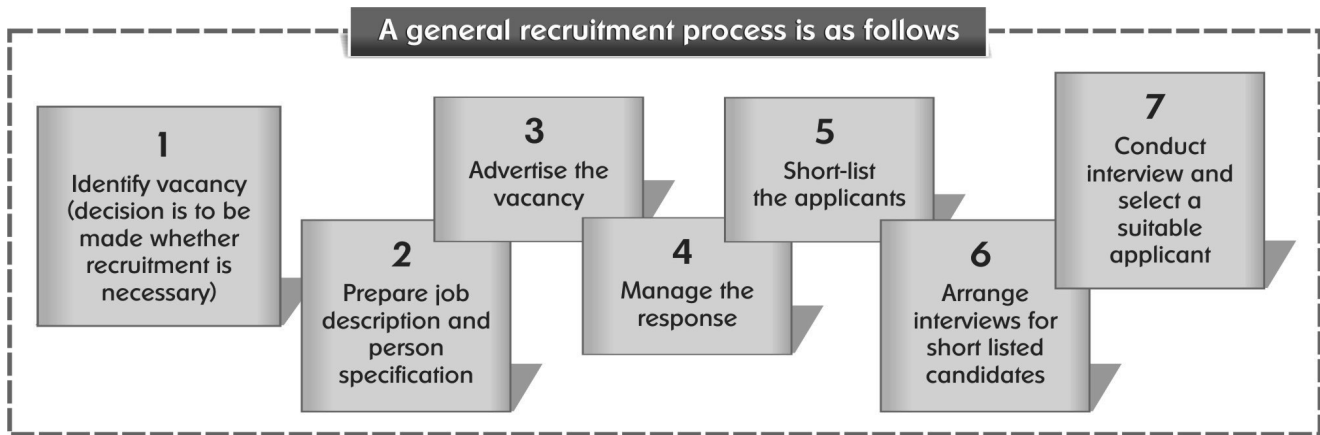 A general recruitment process is as follows
1
Identify vacancy
(decision is to be
made whether
recruitment is
necessary)
2
Prepare job
description and
person
specification
3
Advertise the
vacancy
4
Manage the
response
5
Short-list
the applicants
6
Arrange
interviews for
short listed
candidates
7
Conduct
interview and
select a
suitable
applicant